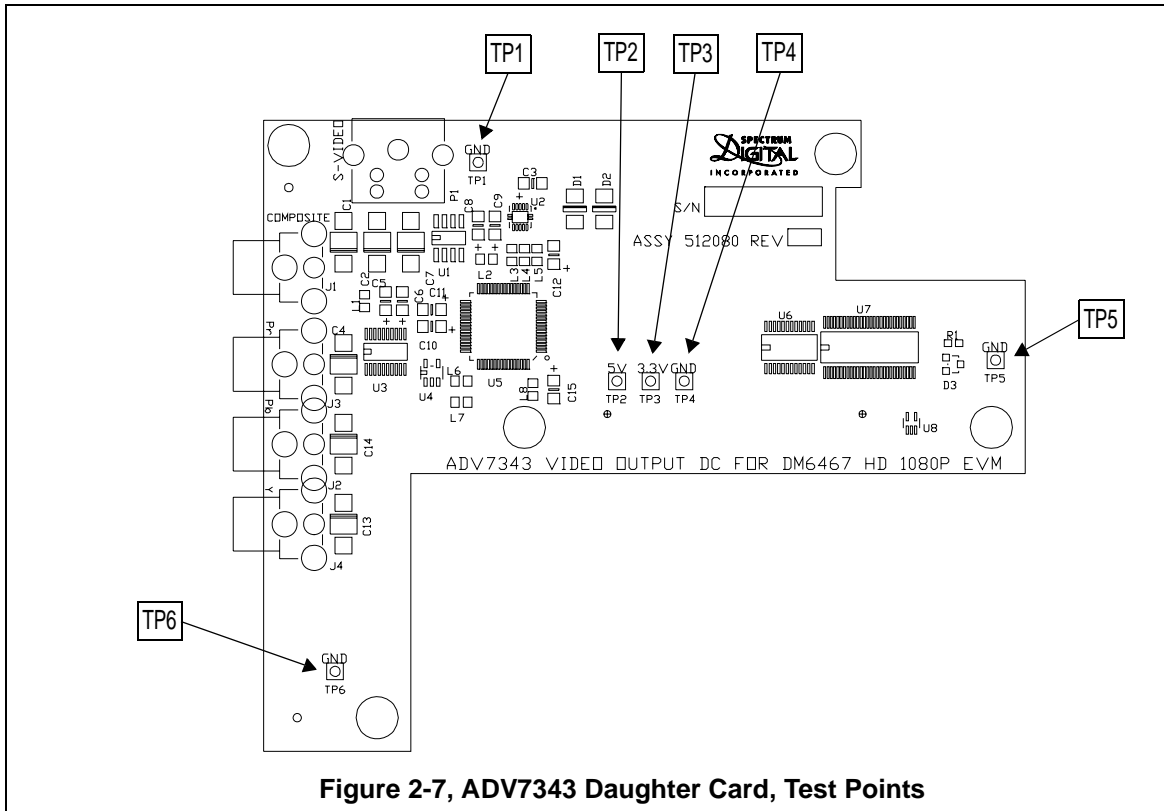 TP1
TP2
TP3
TP4
S-VIDEO
GND
TP1
P1
C3
U2
D1
D2
SPECTRUM
DIGITAL
INCORPORATED
S/N
ASSY 512080 REV
COMPOSITE
C1
C8
C9
J1
C2
L1
C5
C6
C7
C11
U1
L2
L3
L4
L5
C12
C10
Pr
C4
U3
U4
L6
L7
U5
L8
C15
5V
TP2
3.3V
TP3
GND
TP4
U6
U7
R1
D3
GND
TP5
TP5
U8
J3
Pb
C14
J2
Y
C13
J4
ADV7343 VIDEO OUTPUT DC FOR DM6467 HD 1080P EVM
TP6
GND
TP6
Figure 2-7, ADV7343 Daughter Card, Test Points